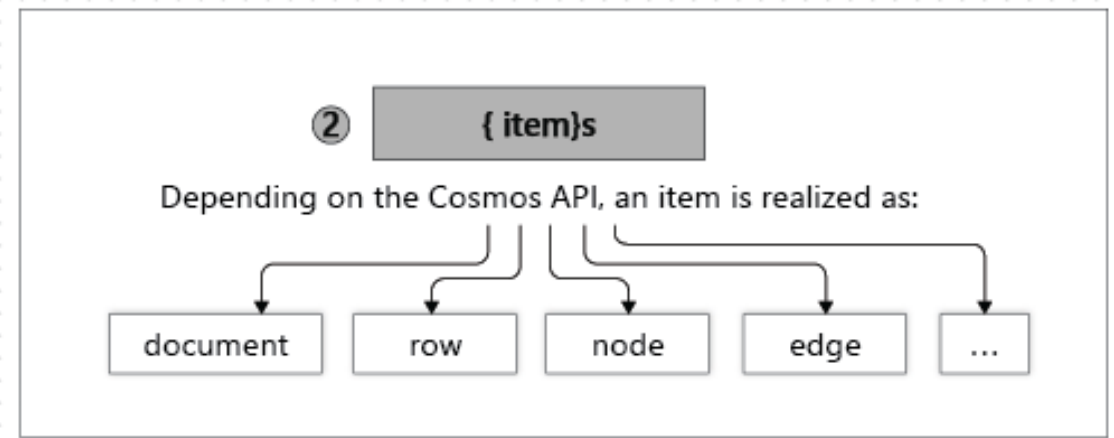 ② { item}s
Depending on the Cosmos API, an item is realized as:
document row node edge ...